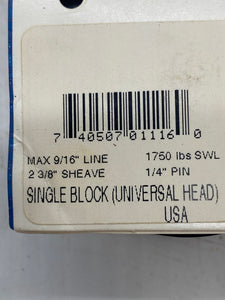 7 40507 01116 0
MAX 9/16" LINE 1750 lbs SWL
2 3/8" SHEAVE 1/4" PIN
SINGLE BLOCK (UNIVERSAL HEAD)
USA